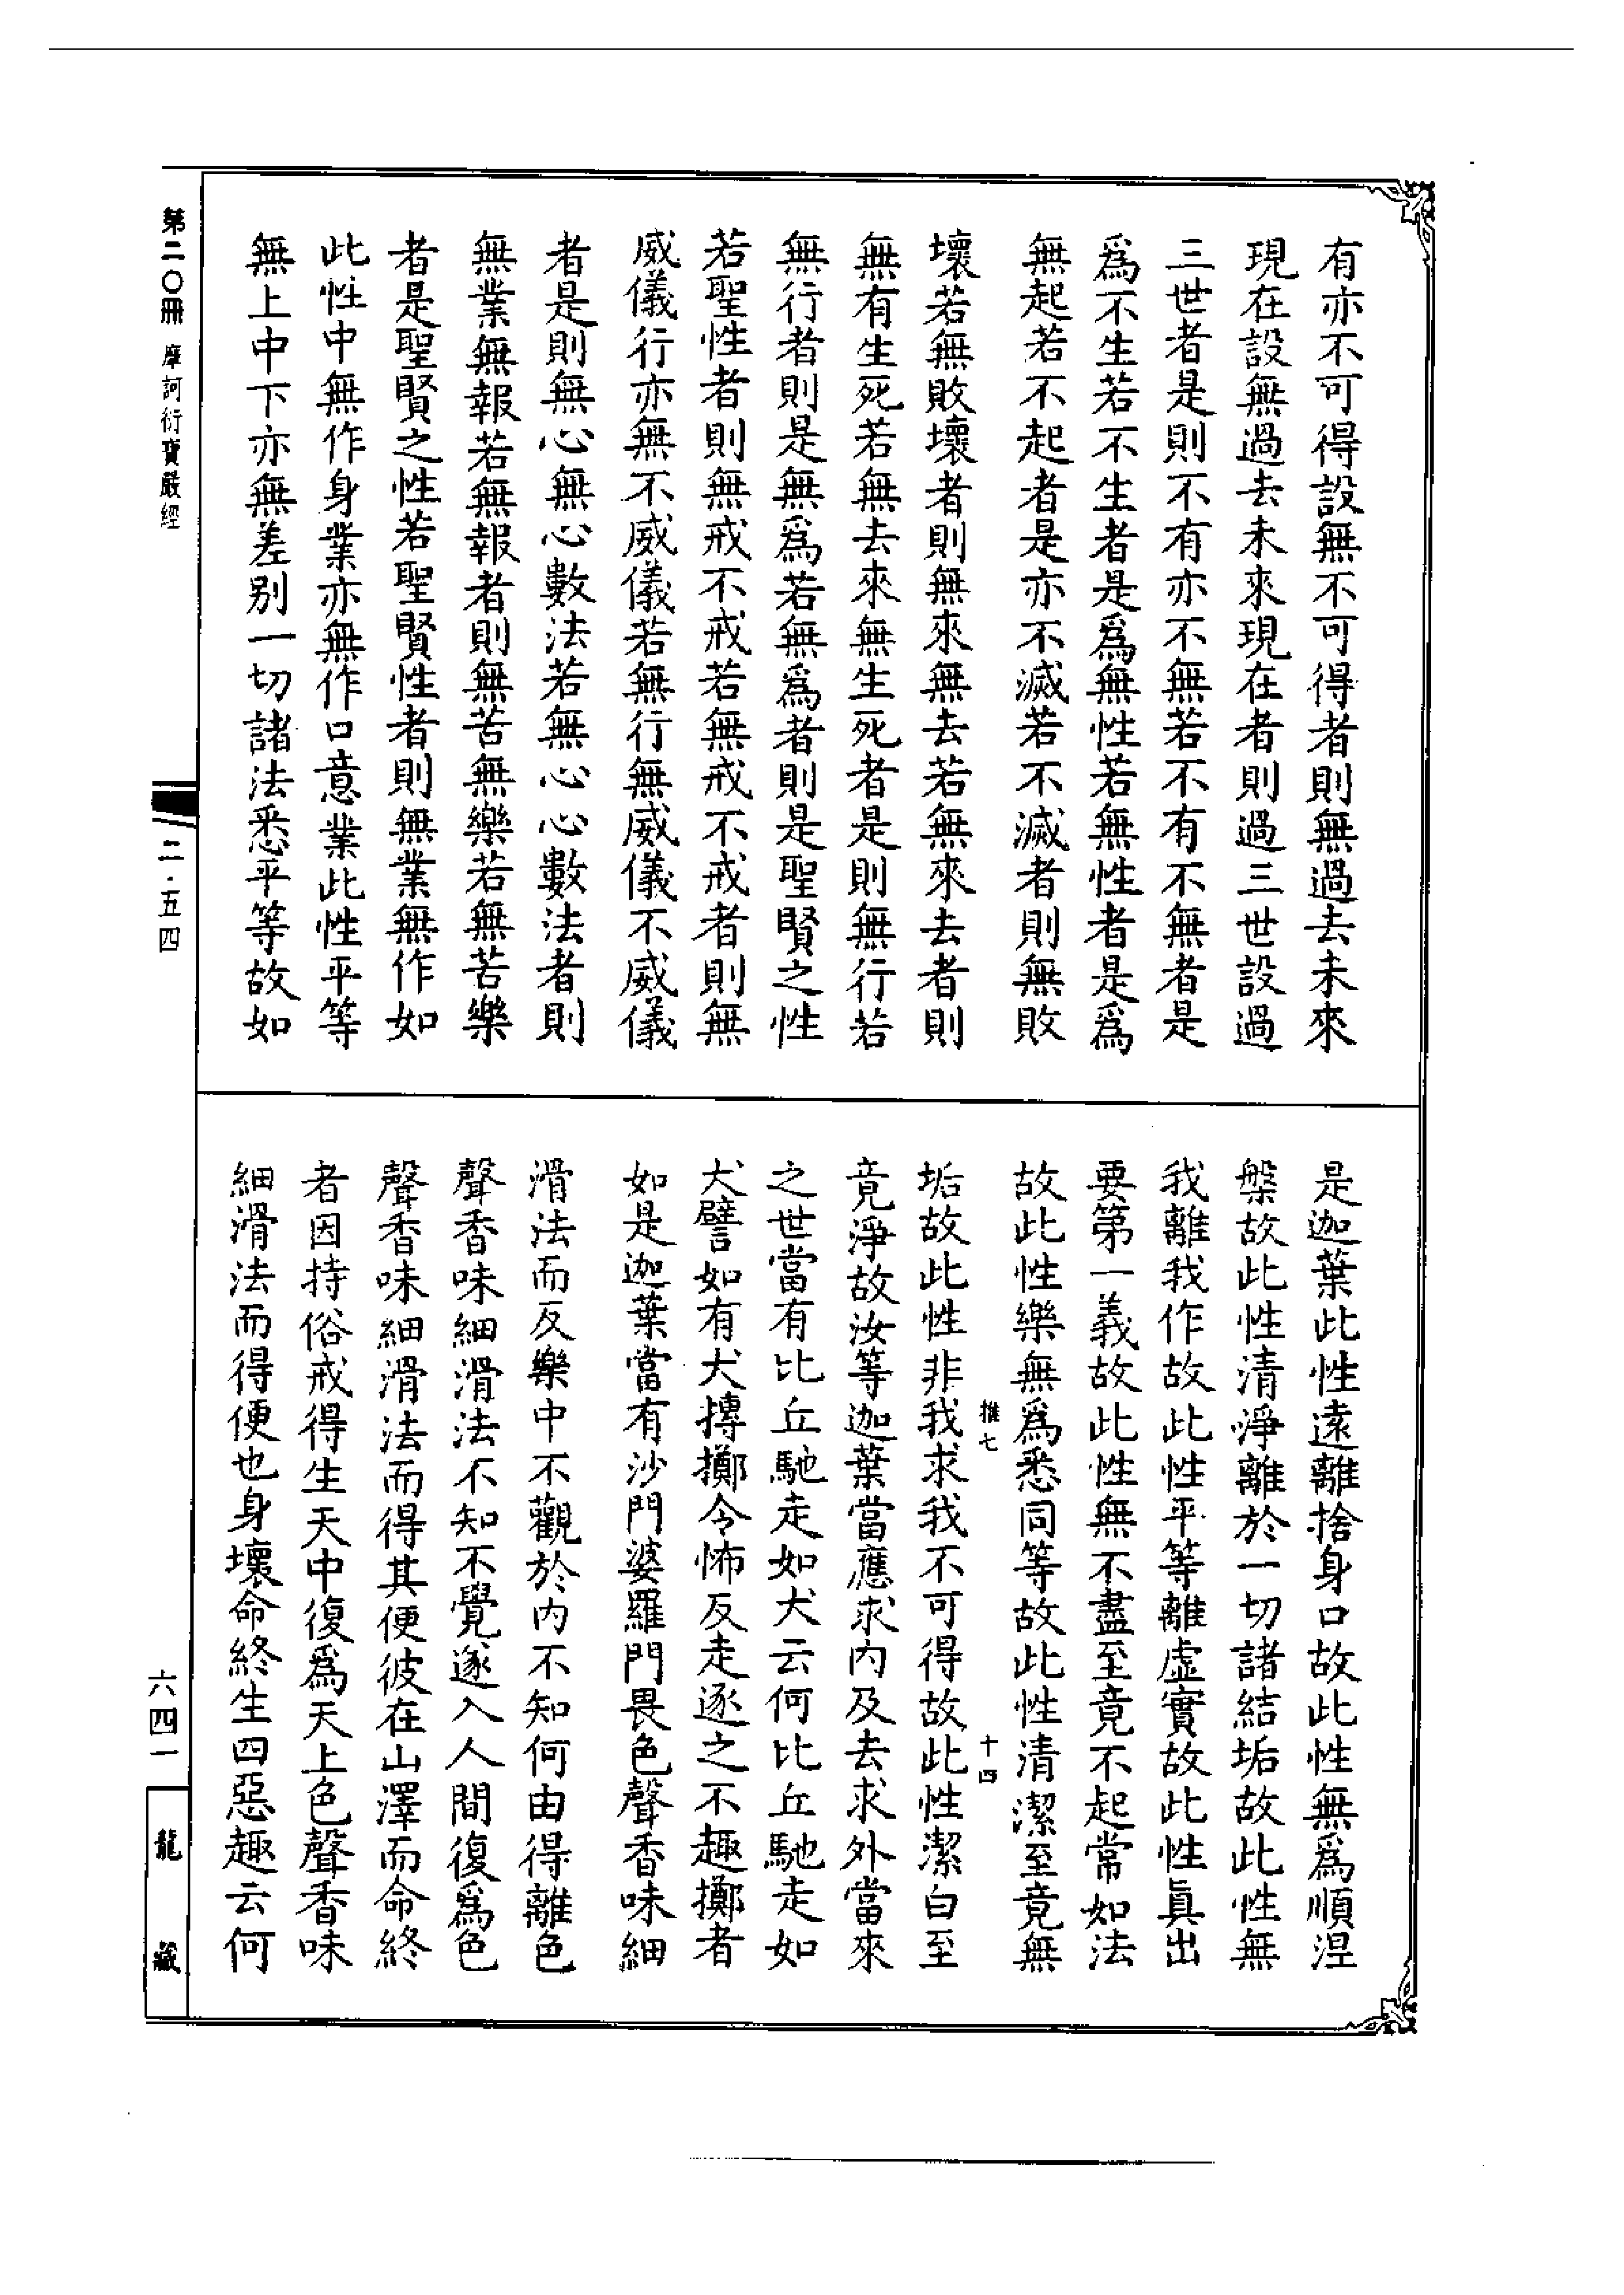 有亦不可得設無不可得者則無過去未來
現在設無過去未來現在者則過三世設過
三世者是則不有亦不無若不有不無者是
爲不生若不生者是爲無性若無性者是爲
無起若不起者是亦不滅若不滅者則無敗
壞若無敗壞者則無來無去若無來去者則
無有生死若無去來無生死者是則無行若
無行者則是無爲若無爲者則是聖賢之性
若聖性者則無戒不戒若無戒不戒者則無
威儀行亦無不威儀若無行無威儀不威儀
者是則無心無心數法若無心心數法者則
無業無報若無報者則無苦無樂若無苦樂
者是聖賢之性若聖賢性者則無業無作如
此性中無作身業亦無作口意業此性平等
無上中下亦無差别一切諸法悉平等故如
是迦葉此性遠離捨身口故此性無爲順涅
槃故此性清淨離於一切諸結垢故此性無
我離我作故此性平等離虛實故此性眞出
要第一義故此性無不盡至竟不起常如法
故此性樂無爲悉同等故此性清潔至竟無
推七 十四
垢故此性非我求我不可得故此性潔白至
竟淨故汝等迦葉當應求内及去求外當來
之世當有比丘馳走如犬云何比丘馳走如
犬譬如有犬摶擲令怖反走逐之不趣擲者
如是迦葉當有沙門婆羅門畏色聲香味細
滑法而反樂中不觀於内不知何由得離色
聲香味細滑法不知不覺遂入人間復爲色
聲香味細滑法而得其便彼在山澤而命終
者因持俗戒得生天中復爲天上色聲香味
細滑法而得便也身壞命終生四惡趣云何
第二〇冊 摩訶衍寶嚴經
二·五四
六四一
龍藏